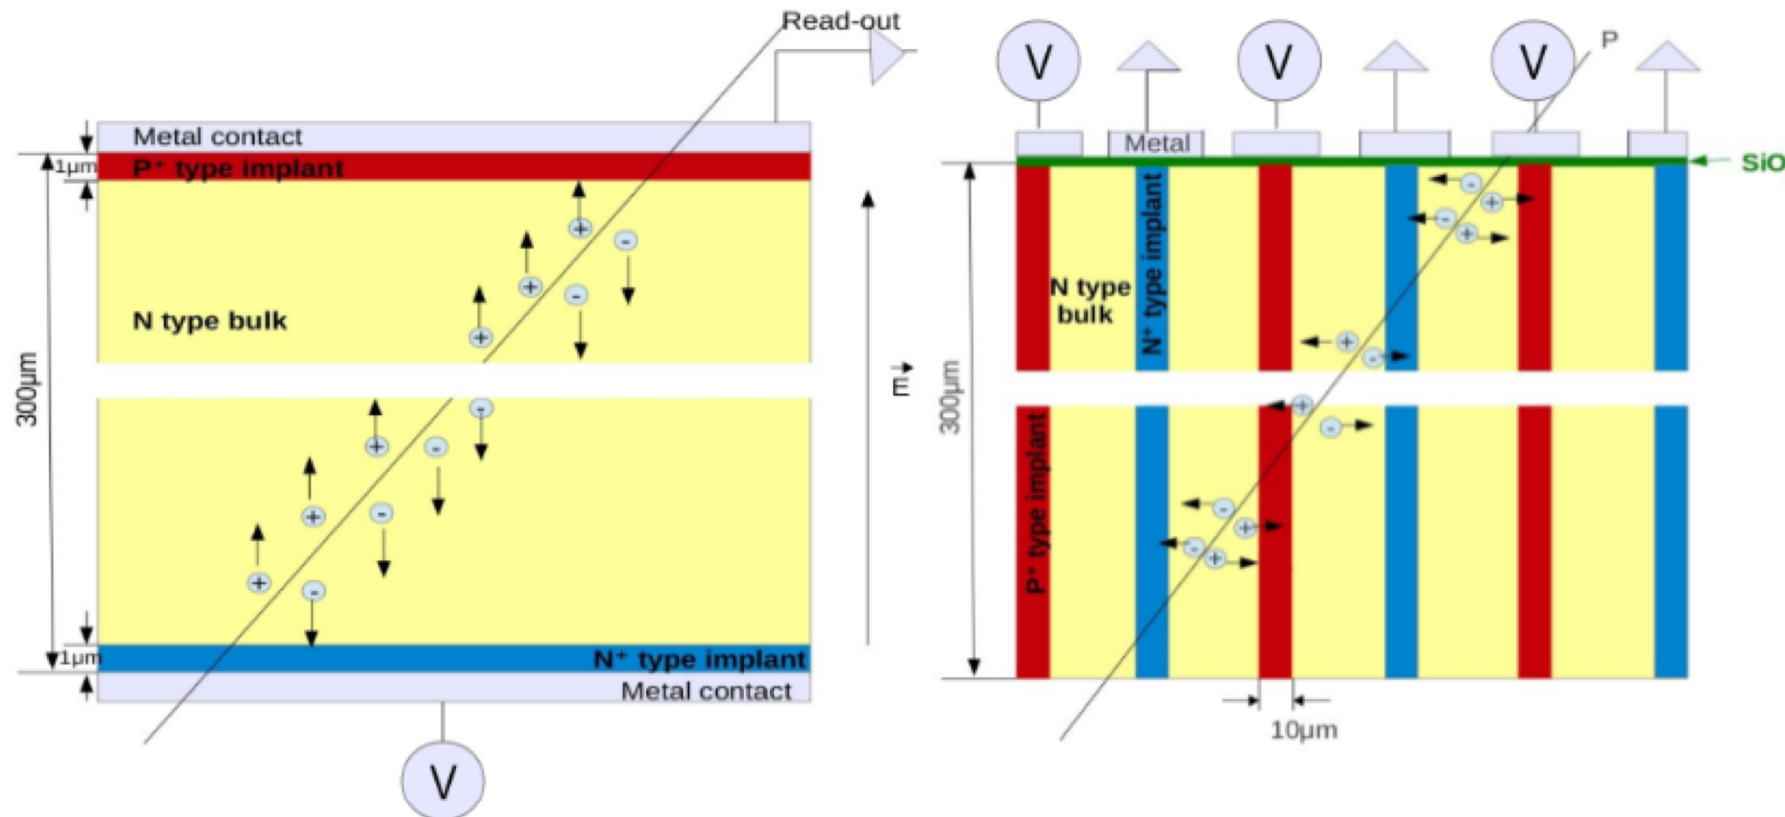 Read-out
Metal contact
1µm
P⁺ type implant
N type bulk
300µm
E
1µm
N⁺ type implant
Metal contact
V
V
V
V
P
Metal
SiO
N type
bulk
N⁺ type implant
300µm
P⁺ type implant
10µm